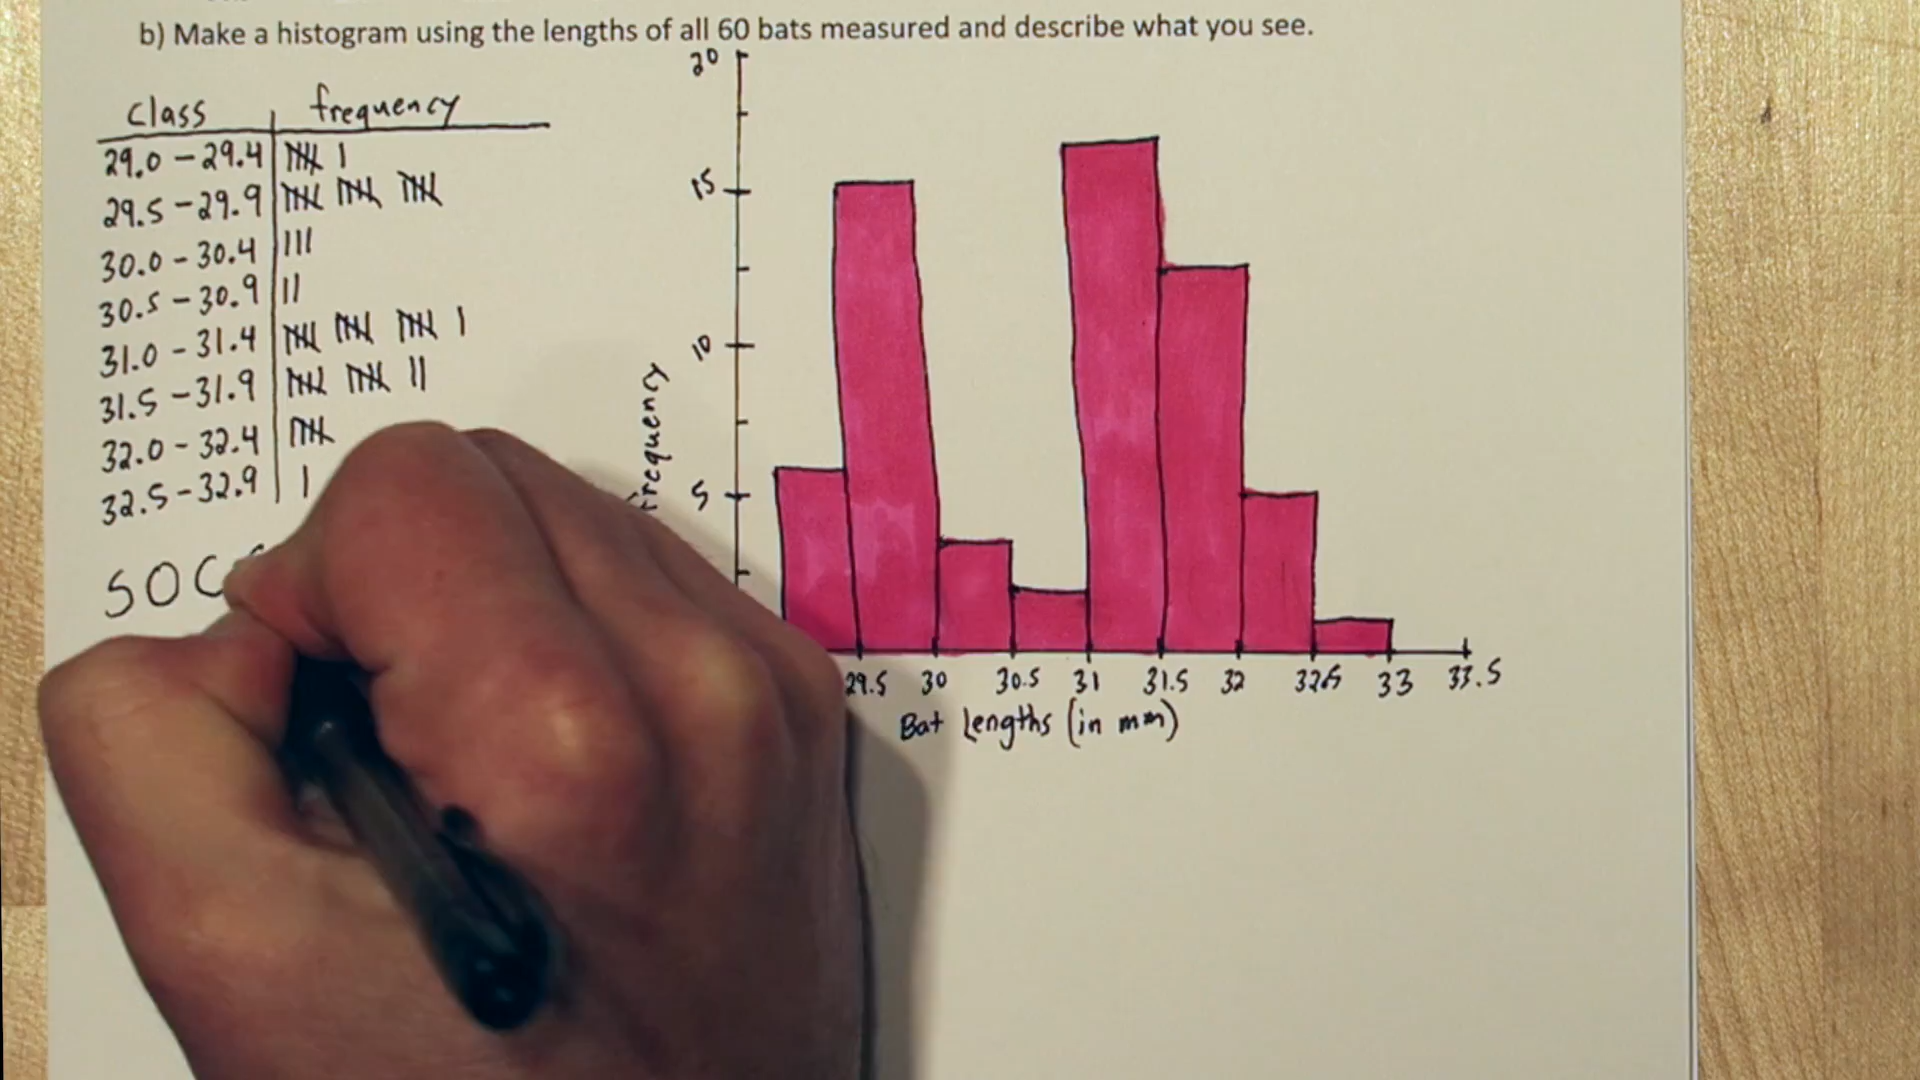 b) Make a histogram using the lengths of all 60 bats measured and describe what you see.
class frequency
29.0 - 29.4 |||| |
29.5 - 29.9 |||| |||| ||||
30.0 - 30.4 |||
30.5 - 30.9 ||
31.0 - 31.4 |||| |||| |||| |
31.5 - 31.9 |||| |||| ||
32.0 - 32.4 ||||
32.5 - 32.9 |
SOC
20
15
10
5
frequency
29.5 30 30.5 31 31.5 32 32.5 33 33.5
Bat Lengths (in mm)